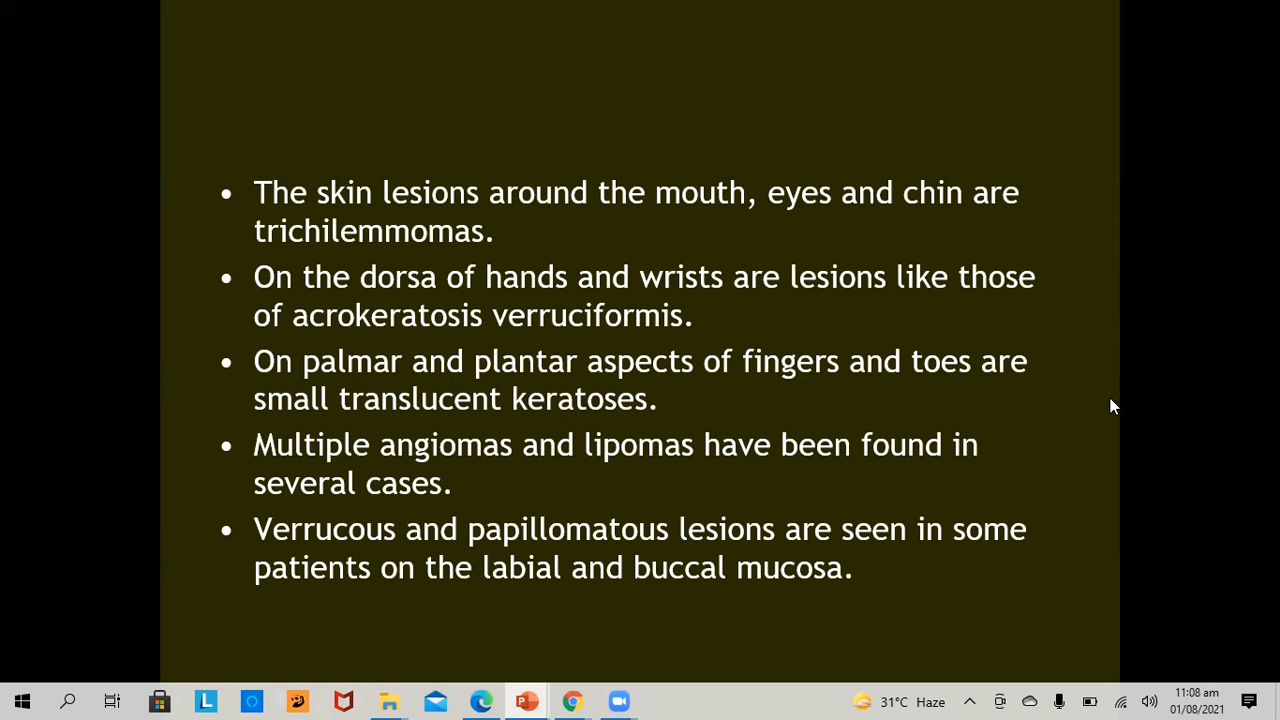 • The skin lesions around the mouth, eyes and chin are
trichilemmomas.
• On the dorsa of hands and wrists are lesions like those
of acrokeratosis verruciformis.
• On palmar and plantar aspects of fingers and toes are
small translucent keratoses.
• Multiple angiomas and lipomas have been found in
several cases.
• Verrucous and papillomatous lesions are seen in some
patients on the labial and buccal mucosa.
L
31°C Haze
11:08 am
01/08/2021